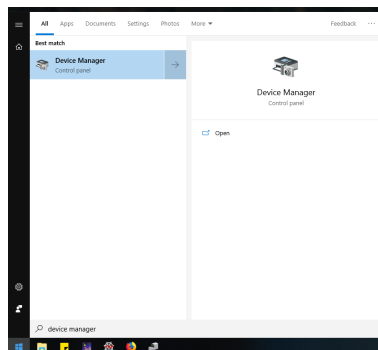 All Apps Documents Settings Photos More Feedback ...
Best match
Device Manager
Control panel
Device Manager
Control panel
Open
device manager